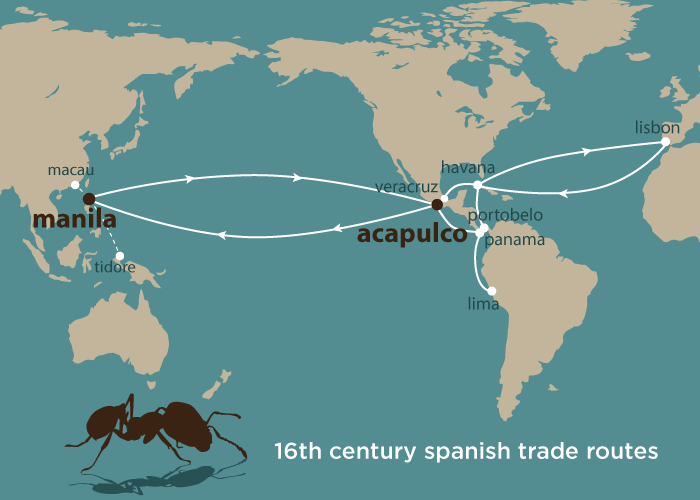 lisbon
macau
havana
veracruz
manila
portobelo
acapulco
panama
tidore
lima
16th century spanish trade routes